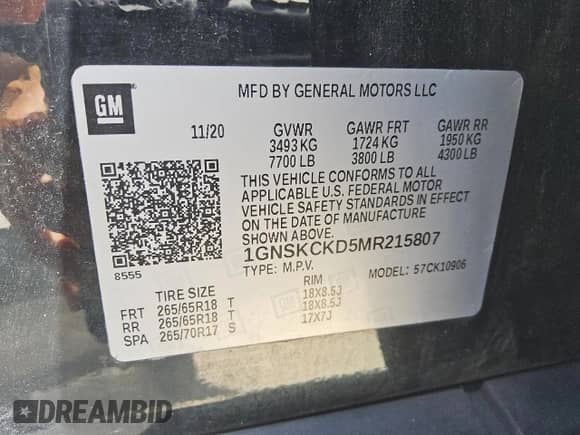 GM
MFD BY GENERAL MOTORS LLC
11/20 GVWR GAWR FRT GAWR RR
3493 KG 1724 KG 1950 KG
7700 LB 3800 LB 4300 LB
THIS VEHICLE CONFORMS TO ALL
APPLICABLE U.S. FEDERAL MOTOR
VEHICLE SAFETY STANDARDS IN EFFECT
ON THE DATE OF MANUFACTURE
SHOWN ABOVE.
8555
1GNSKCKD5MR215807
TYPE: M.P.V. MODEL: 57CK10906
TIRE SIZE RIM
FRT 265/65R18 T 18X8.5J
RR 265/65R18 T 18X8.5J
SPA 265/70R17 S 17X7J
DREAMBID